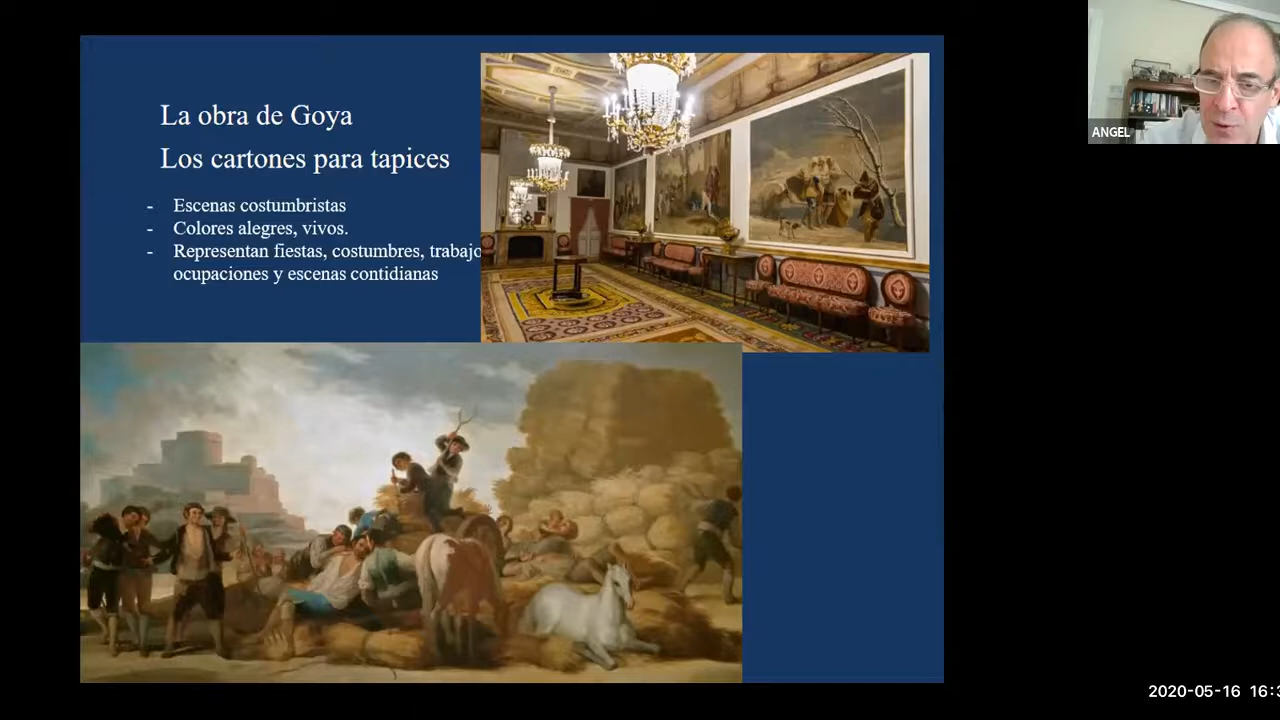 La obra de Goya
Los cartones para tapices
- Escenas costumbristas
- Colores alegres, vivos.
- Representan fiestas, costumbres, trabajo
ocupaciones y escenas contidianas
ANGEL
2020-05-16 16:3